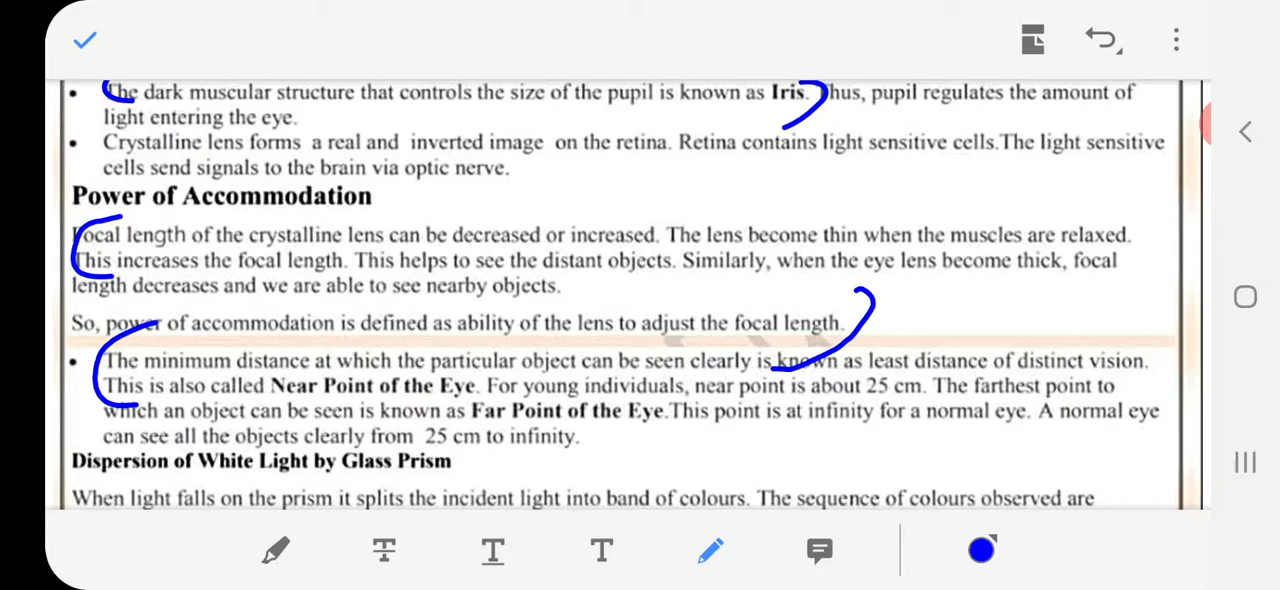 • The dark muscular structure that controls the size of the pupil is known as Iris. Thus, pupil regulates the amount of
light entering the eye.
• Crystalline lens forms a real and inverted image on the retina. Retina contains light sensitive cells.The light sensitive
cells send signals to the brain via optic nerve.
Power of Accommodation
Focal length of the crystalline lens can be decreased or increased. The lens become thin when the muscles are relaxed.
This increases the focal length. This helps to see the distant objects. Similarly, when the eye lens become thick, focal
length decreases and we are able to see nearby objects.
So, power of accommodation is defined as ability of the lens to adjust the focal length.
• The minimum distance at which the particular object can be seen clearly is known as least distance of distinct vision.
This is also called Near Point of the Eye. For young individuals, near point is about 25 cm. The farthest point to
which an object can be seen is known as Far Point of the Eye.This point is at infinity for a normal eye. A normal eye
can see all the objects clearly from 25 cm to infinity.
Dispersion of White Light by Glass Prism
When light falls on the prism it splits the incident light into band of colours. The sequence of colours observed are